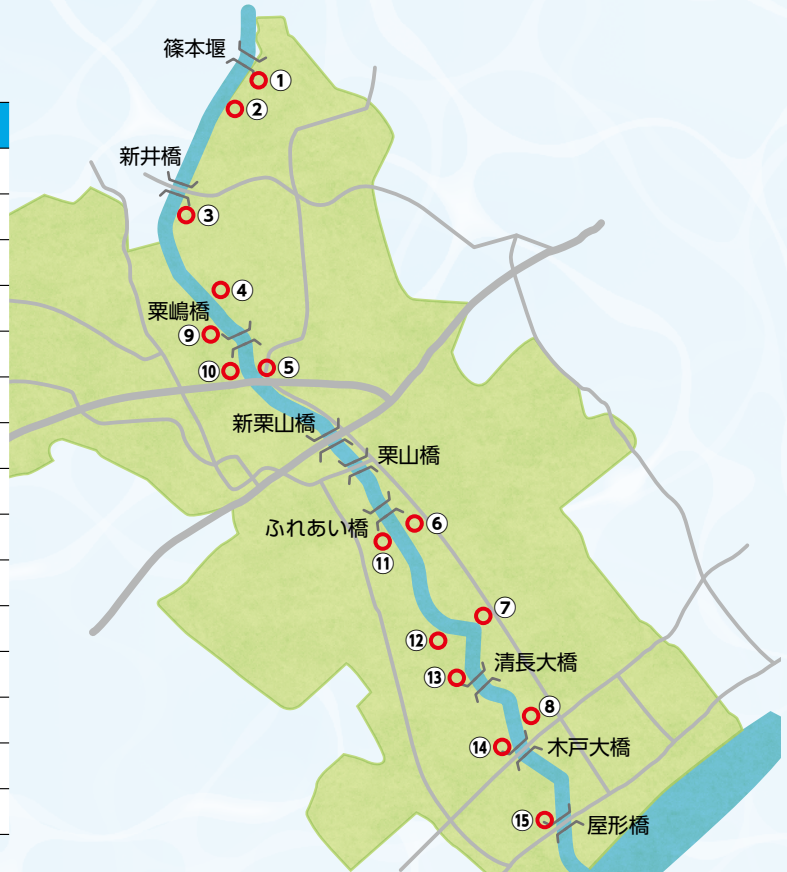 篠本堰
①
②
新井橋
③
④
粟嶋橋
⑨
⑩
⑤
新栗山橋
栗山橋
ふれあい橋
⑥
⑪
⑦
⑫
清長大橋
⑬
⑧
⑭
木戸大橋
⑮
屋形橋